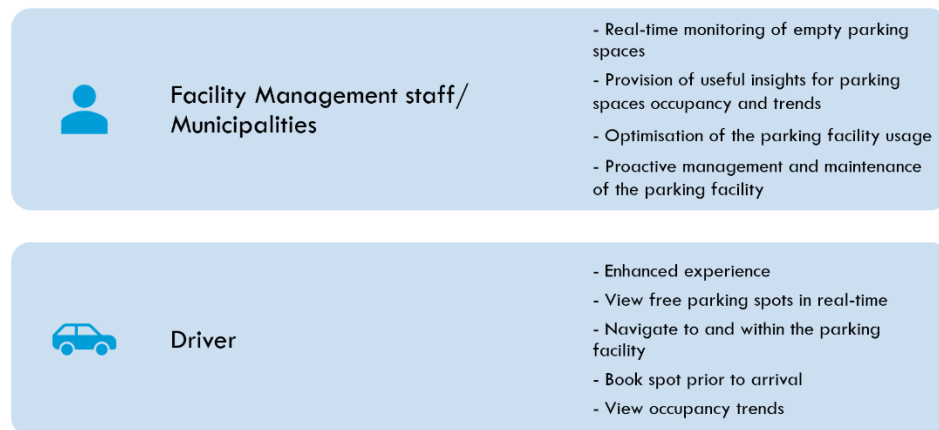 Facility Management staff/
Municipalities
- Real-time monitoring of empty parking
spaces
- Provision of useful insights for parking
spaces occupancy and trends
- Optimisation of the parking facility usage
- Proactive management and maintenance
of the parking facility
Driver
- Enhanced experience
- View free parking spots in real-time
- Navigate to and within the parking
facility
- Book spot prior to arrival
- View occupancy trends